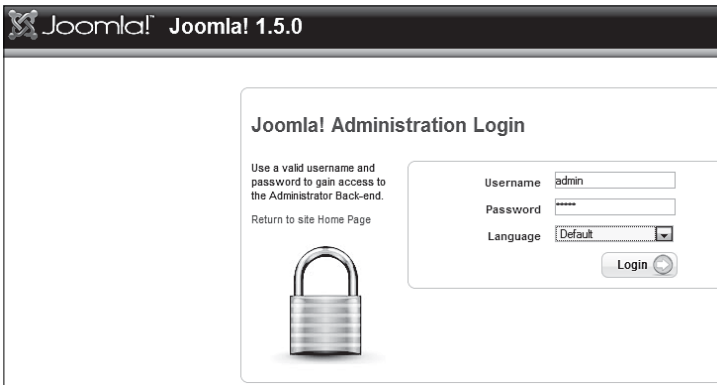 Joomla!™ Joomla! 1.5.0
Joomla! Administration Login
Use a valid username and
password to gain access to
the Administrator Back-end.
Return to site Home Page
Username admin
Password •••••
Language Default
Login